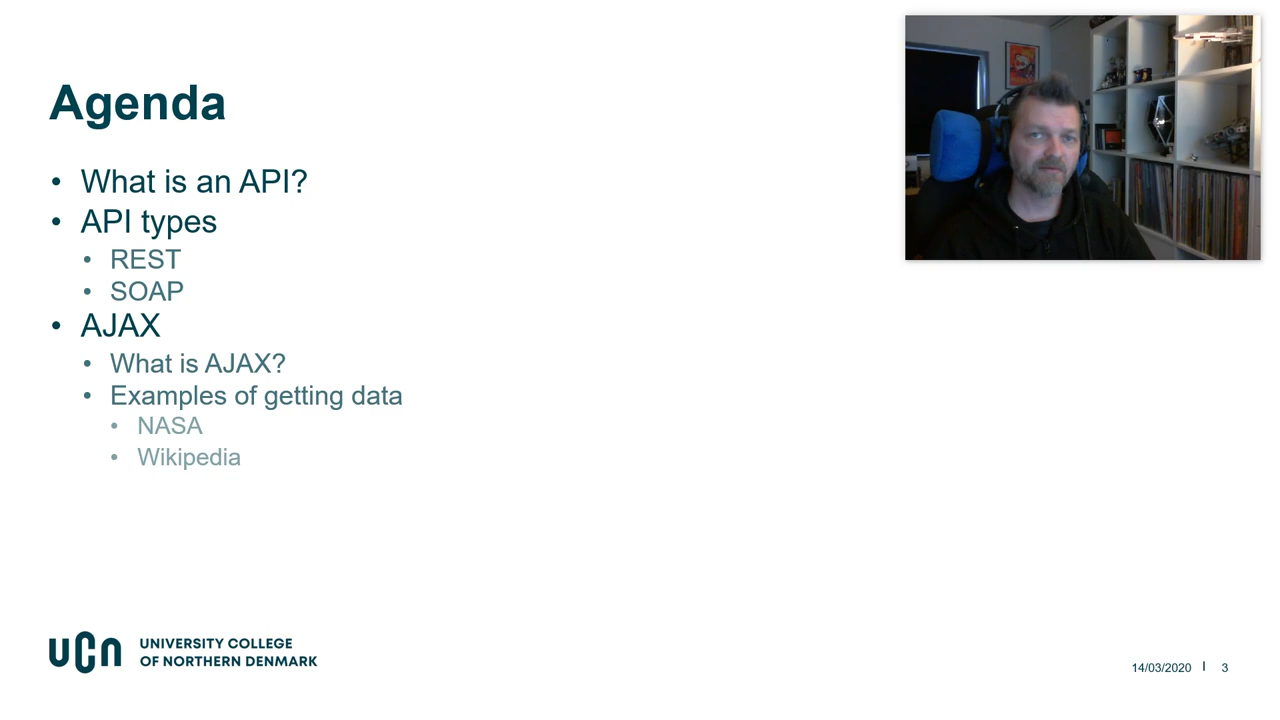 Agenda
• What is an API?
• API types
• REST
• SOAP
• AJAX
• What is AJAX?
• Examples of getting data
• NASA
• Wikipedia
UCN UNIVERSITY COLLEGE
OF NORTHERN DENMARK
14/03/2020 | 3